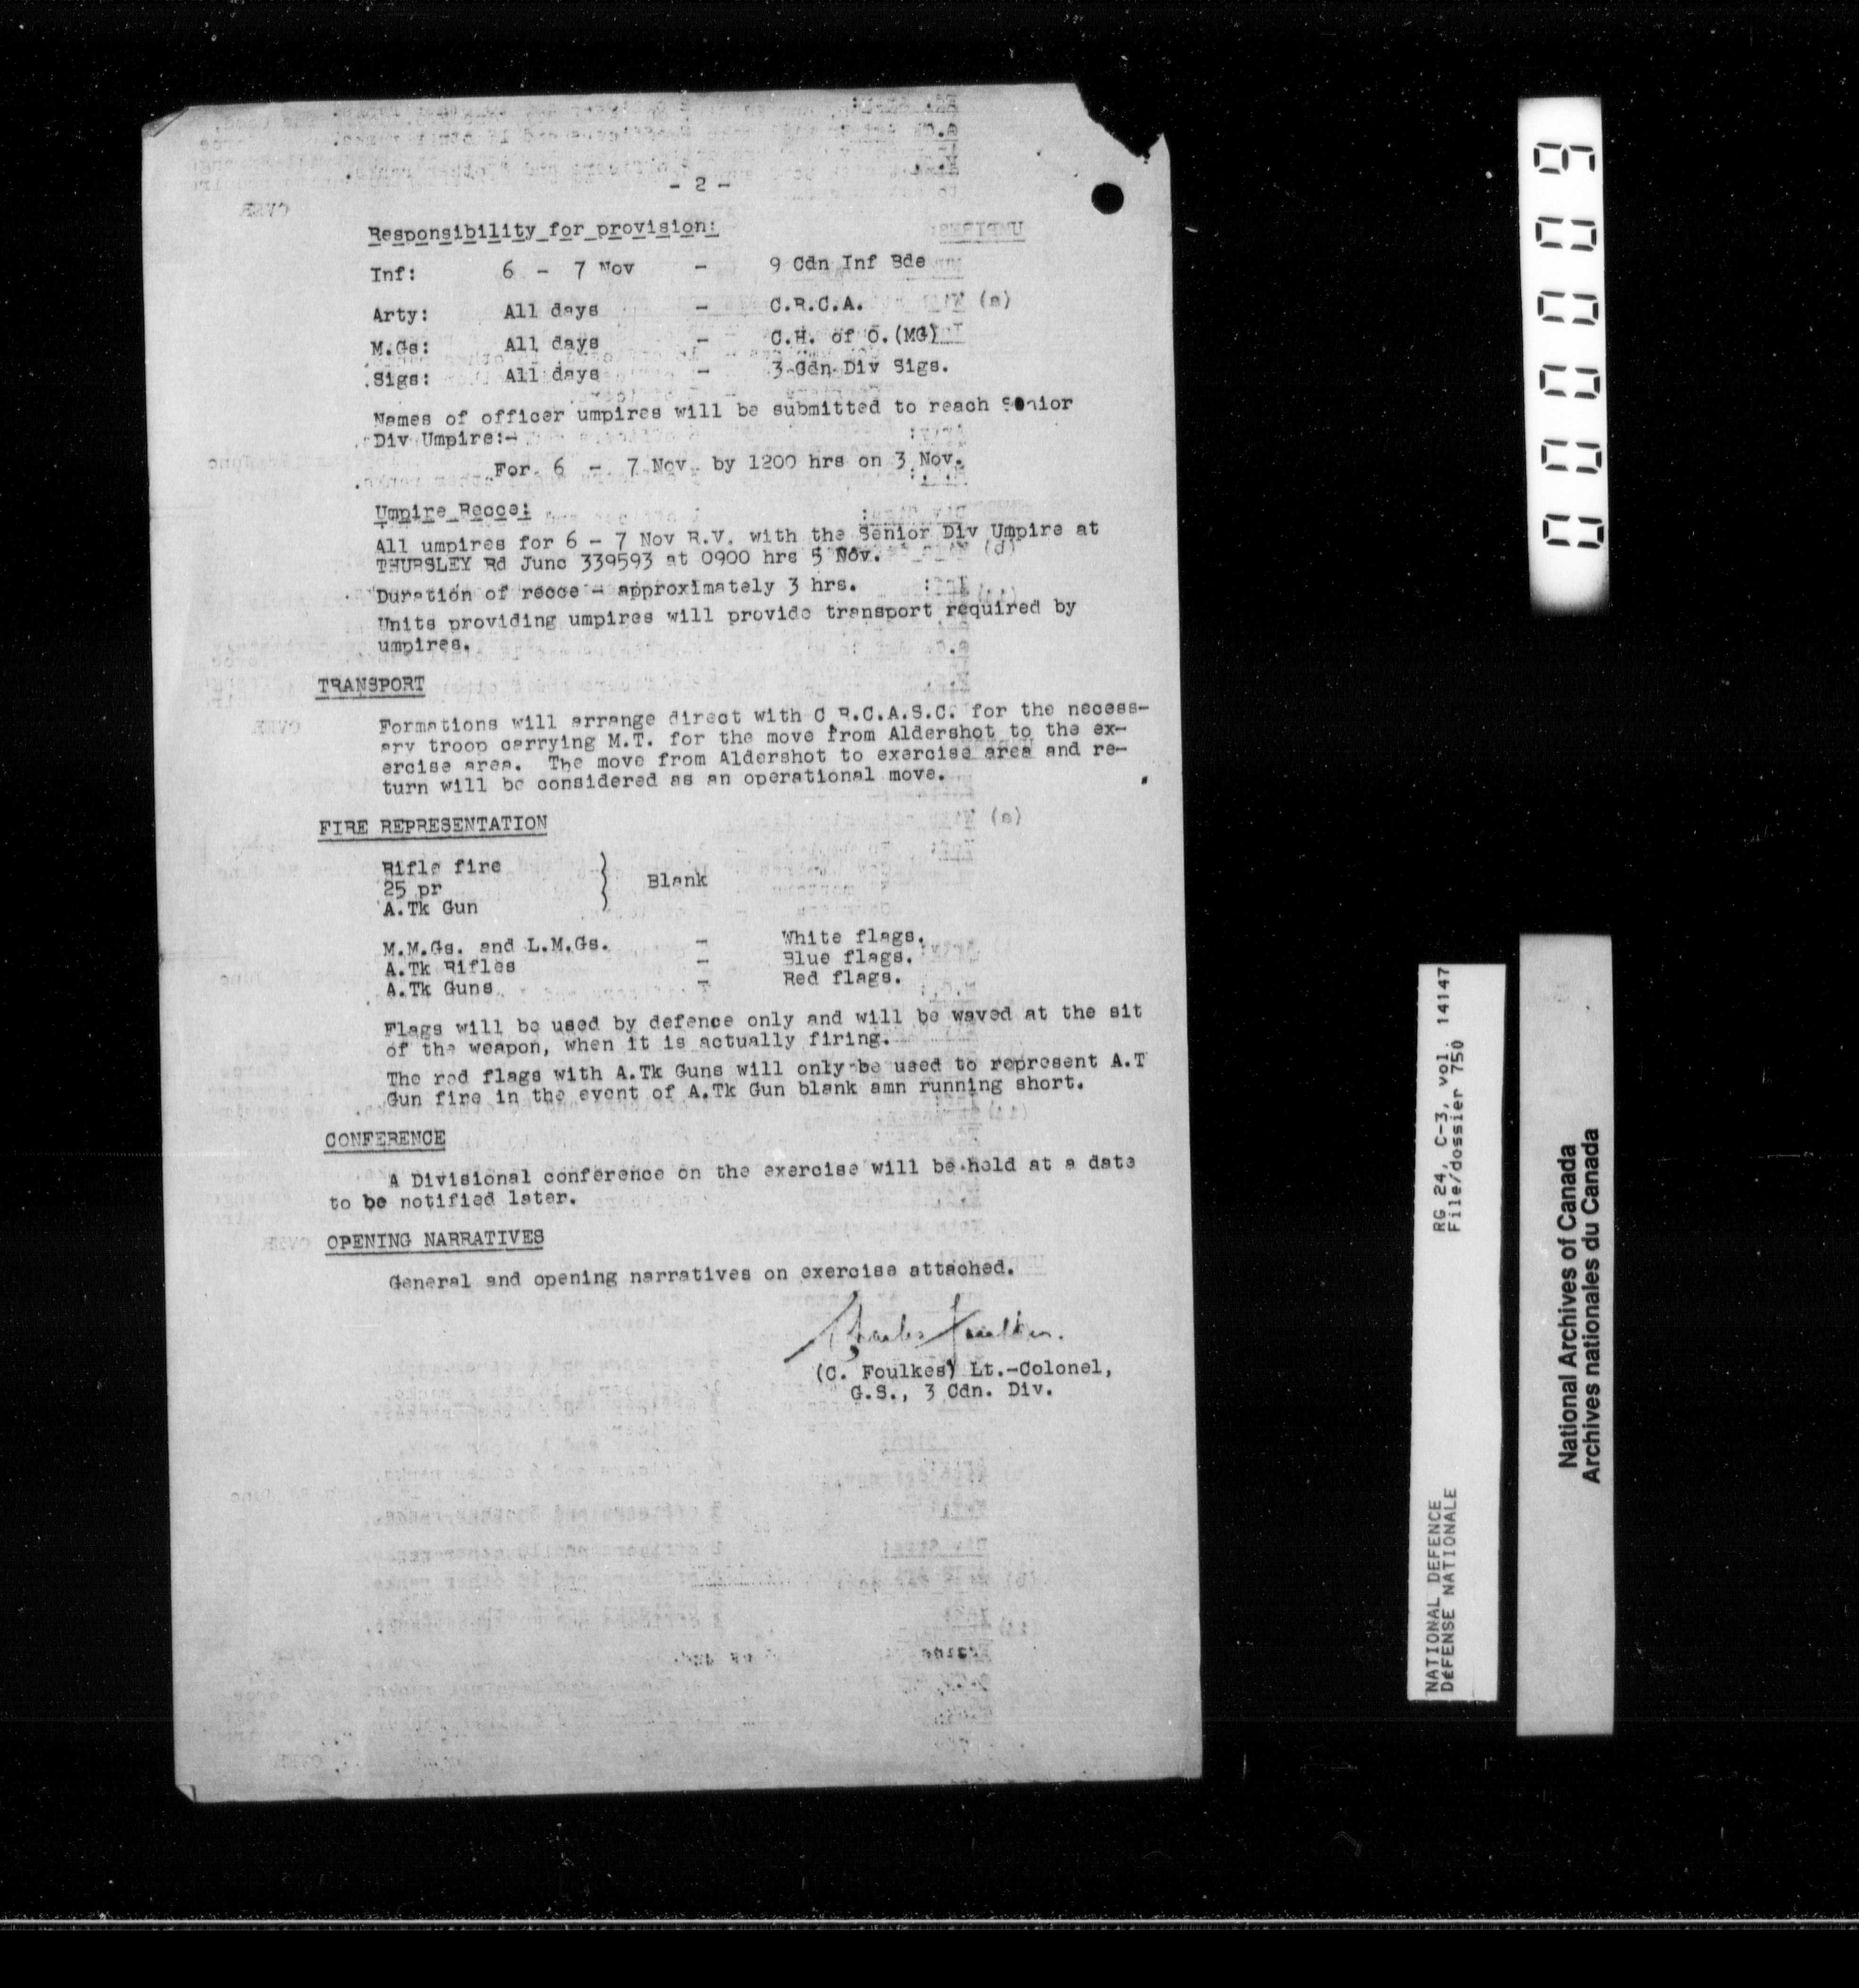 - 2 -
Responsibility for provision:
Inf: 6 - 7 Nov - 9 Cdn Inf Bde
Arty: All days - C.R.C.A.
M.Gs: All days - C.H. of O.(MG)
Sigs: All days - 3 Cdn Div Sigs.
Names of officer umpires will be submitted to reach Senior
Div Umpire:-
For 6 - 7 Nov by 1200 hrs on 3 Nov.
Umpire Recce:
All umpires for 6 - 7 Nov R.V. with the Senior Div Umpire at
THURSLEY Rd Junc 339593 at 0900 hrs 5 Nov.
Duration of recce - approximately 3 hrs.
Units providing umpires will provide transport required by
umpires.
TRANSPORT
Formations will arrange direct with C.R.C.A.S.C. for the necess-
ary troop carrying M.T. for the move from Aldershot to the ex-
ercise area. The move from Aldershot to exercise area and re-
turn will be considered as an operational move.
FIRE REPRESENTATION
Rifle fire
25 pr } Blank
A.Tk Gun
M.M.Gs. and L.M.Gs. - White flags.
A.Tk Rifles - Blue flags.
A.Tk Guns - Red flags.
Flags will be used by defence only and will be waved at the sit
of the weapon, when it is actually firing.
The red flags with A.Tk Guns will only be used to represent A.T
Gun fire in the event of A.Tk Gun blank amn running short.
CONFERENCE
A Divisional conference on the exercise will be held at a date
to be notified later.
OPENING NARRATIVES
General and opening narratives on exercise attached.
Charles Foulkes.
(C. Foulkes) Lt.-Colonel,
G.S., 3 Cdn. Div.
00009
RG 24, C-3, vol. 14147
File/dossier 750
NATIONAL DEFENCE
DéFENSE NATIONALE
National Archives of Canada
Archives nationales du Canada